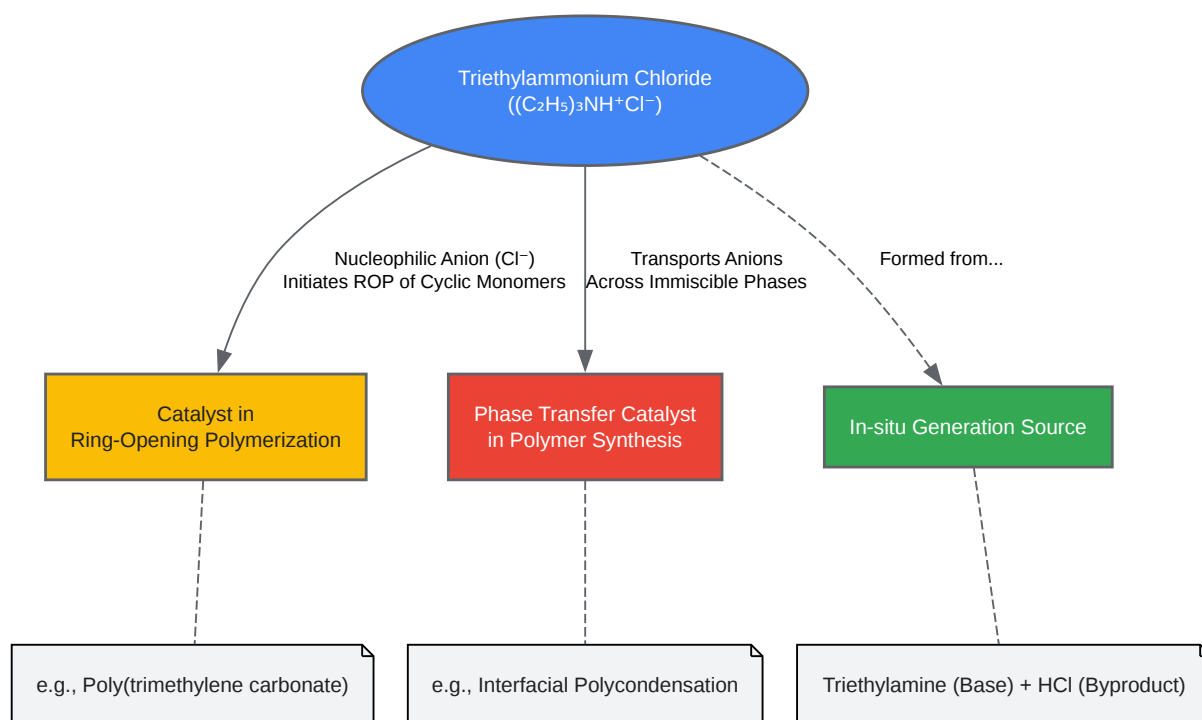 Triethylammonium Chloride
((C₂H₅)₃NH⁺Cl⁻)
Nucleophilic Anion (Cl⁻)
Initiates ROP of Cyclic Monomers
Transports Anions
Across Immiscible Phases
Formed from...
Catalyst in
Ring-Opening Polymerization
Phase Transfer Catalyst
in Polymer Synthesis
In-situ Generation Source
e.g., Poly(trimethylene carbonate)
e.g., Interfacial Polycondensation
Triethylamine (Base) + HCl (Byproduct)